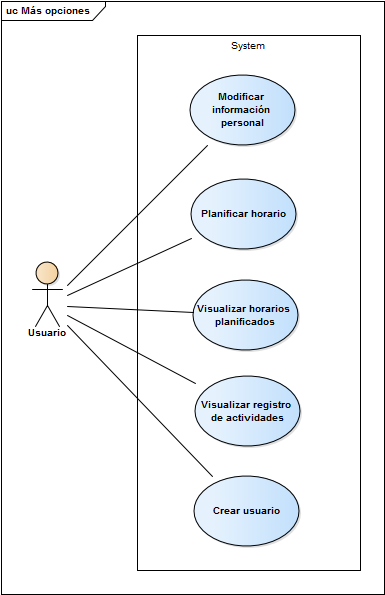 uc Más opciones
System
Modificar
información
personal
Planificar horario
Visualizar horarios
planificados
Usuario
Visualizar registro
de actividades
Crear usuario